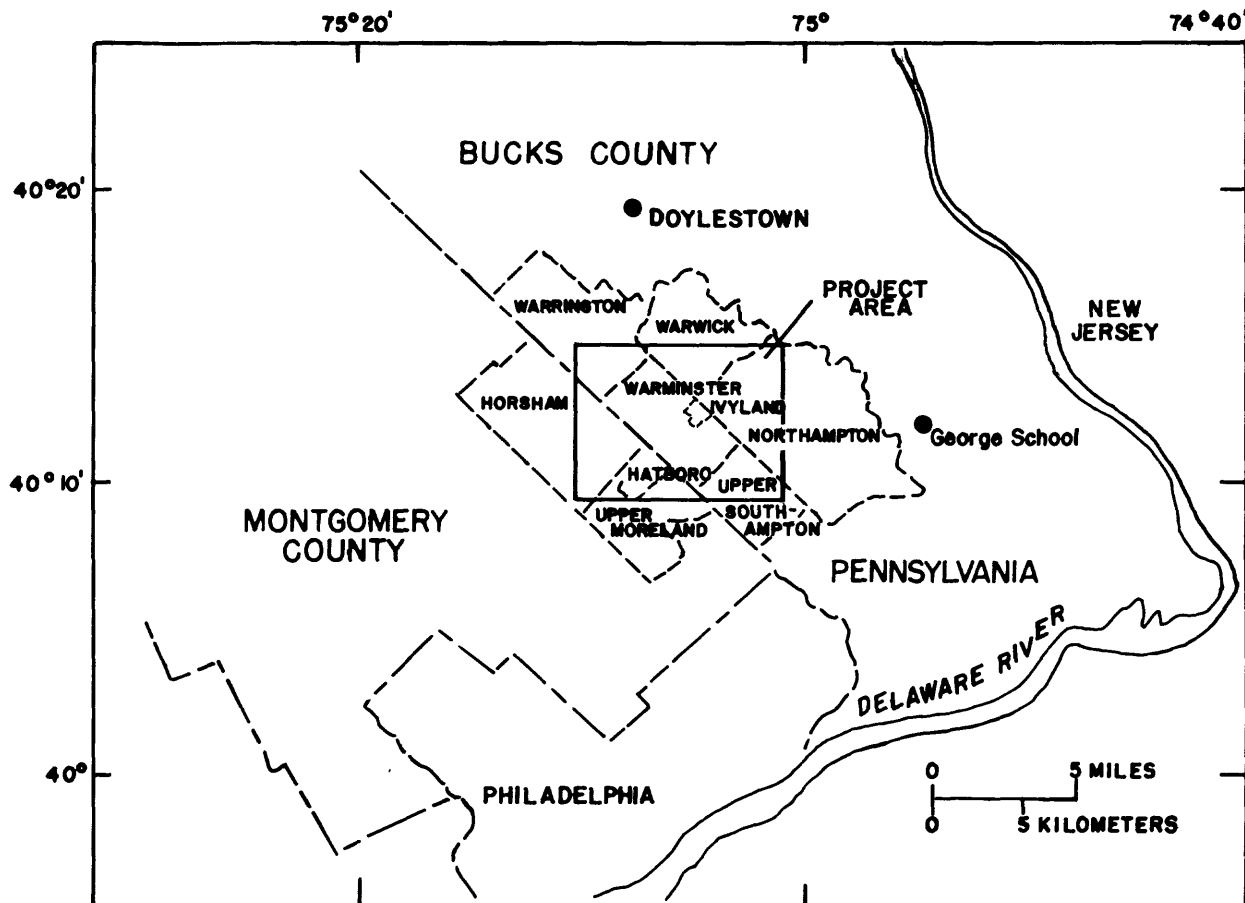 75°20'
75°
74°40'
BUCKS COUNTY
40°20'
DOYLESTOWN
PROJECT
AREA
WARRINGTON
NEW
JERSEY
WARWICK
WARMINSTER
HORSHAM
IVYLAND
NORTHAMPTON
George School
HATBORO
40°10'
UPPER
SOUTH-
AMPTON
UPPER
MORELAND
MONTGOMERY
COUNTY
PENNSYLVANIA
DELAWARE RIVER
40°
PHILADELPHIA
0 5 MILES
0 5 KILOMETERS